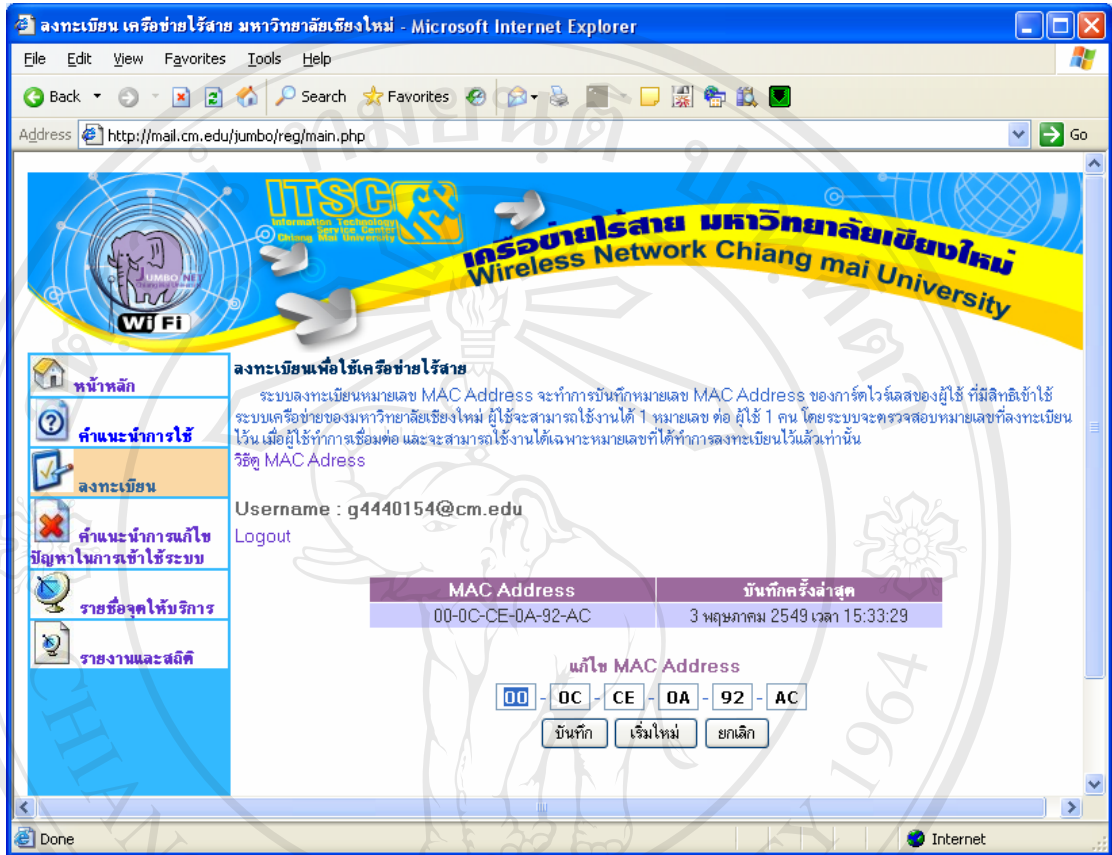 ลงทะเบียน เครือข่ายไร้สาย มหาวิทยาลัยเชียงใหม่ - Microsoft Internet Explorer
File Edit View Favorites Tools Help
Back Search Favorites
Address http://mail.cm.edu/jumbo/reg/main.php Go
ITSC
Information Technology
Service Center
Chiang Mai University
เครือข่ายไร้สาย มหาวิทยาลัยเชียงใหม่
Wireless Network Chiang mai University
JUMBO NET
Chiang Mai University
Wi Fi
หน้าหลัก
คำแนะนำการใช้
ลงทะเบียน
คำแนะนำการแก้ไข
ปัญหาในการเข้าใช้ระบบ
รายชื่อจุดให้บริการ
รายงานและสถิติ
ลงทะเบียนเพื่อใช้เครือข่ายไร้สาย
ระบบลงทะเบียนหมายเลข MAC Address จะทำการบันทึกหมายเลข MAC Address ของการ์ดไวร์เลสของผู้ใช้ ที่มีสิทธิเข้าใช้
ระบบเครือข่ายของมหาวิทยาลัยเชียงใหม่ ผู้ใช้จะสามารถใช้งานได้ 1 หมายเลข ต่อ ผู้ใช้ 1 คน โดยระบบจะตรวจสอบหมายเลขที่ลงทะเบียน
ไว้น เมื่อผู้ใช้ทำการเชื่อมต่อ และจะสามารถใช้งานได้เฉพาะหมายเลขที่ได้ทำการลงทะเบียนไว้แล้วเท่านั้น
วิธีดู MAC Adress
Username : g4440154@cm.edu
Logout
MAC Address บันทึกครั้งล่าสุด
00-0C-CE-0A-92-AC 3 พฤษภาคม 2549 เวลา 15:33:29
แก้ไข MAC Address
00 - 0C - CE - 0A - 92 - AC
บันทึก เริ่มใหม่ ยกเลิก
Done Internet
1964